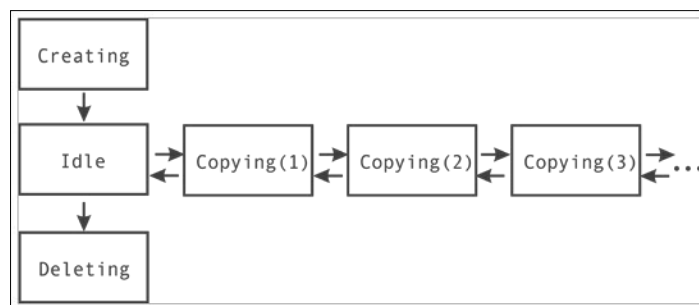 Creating
Idle
Copying(1)
Copying(2)
Copying(3)
...
Deleting